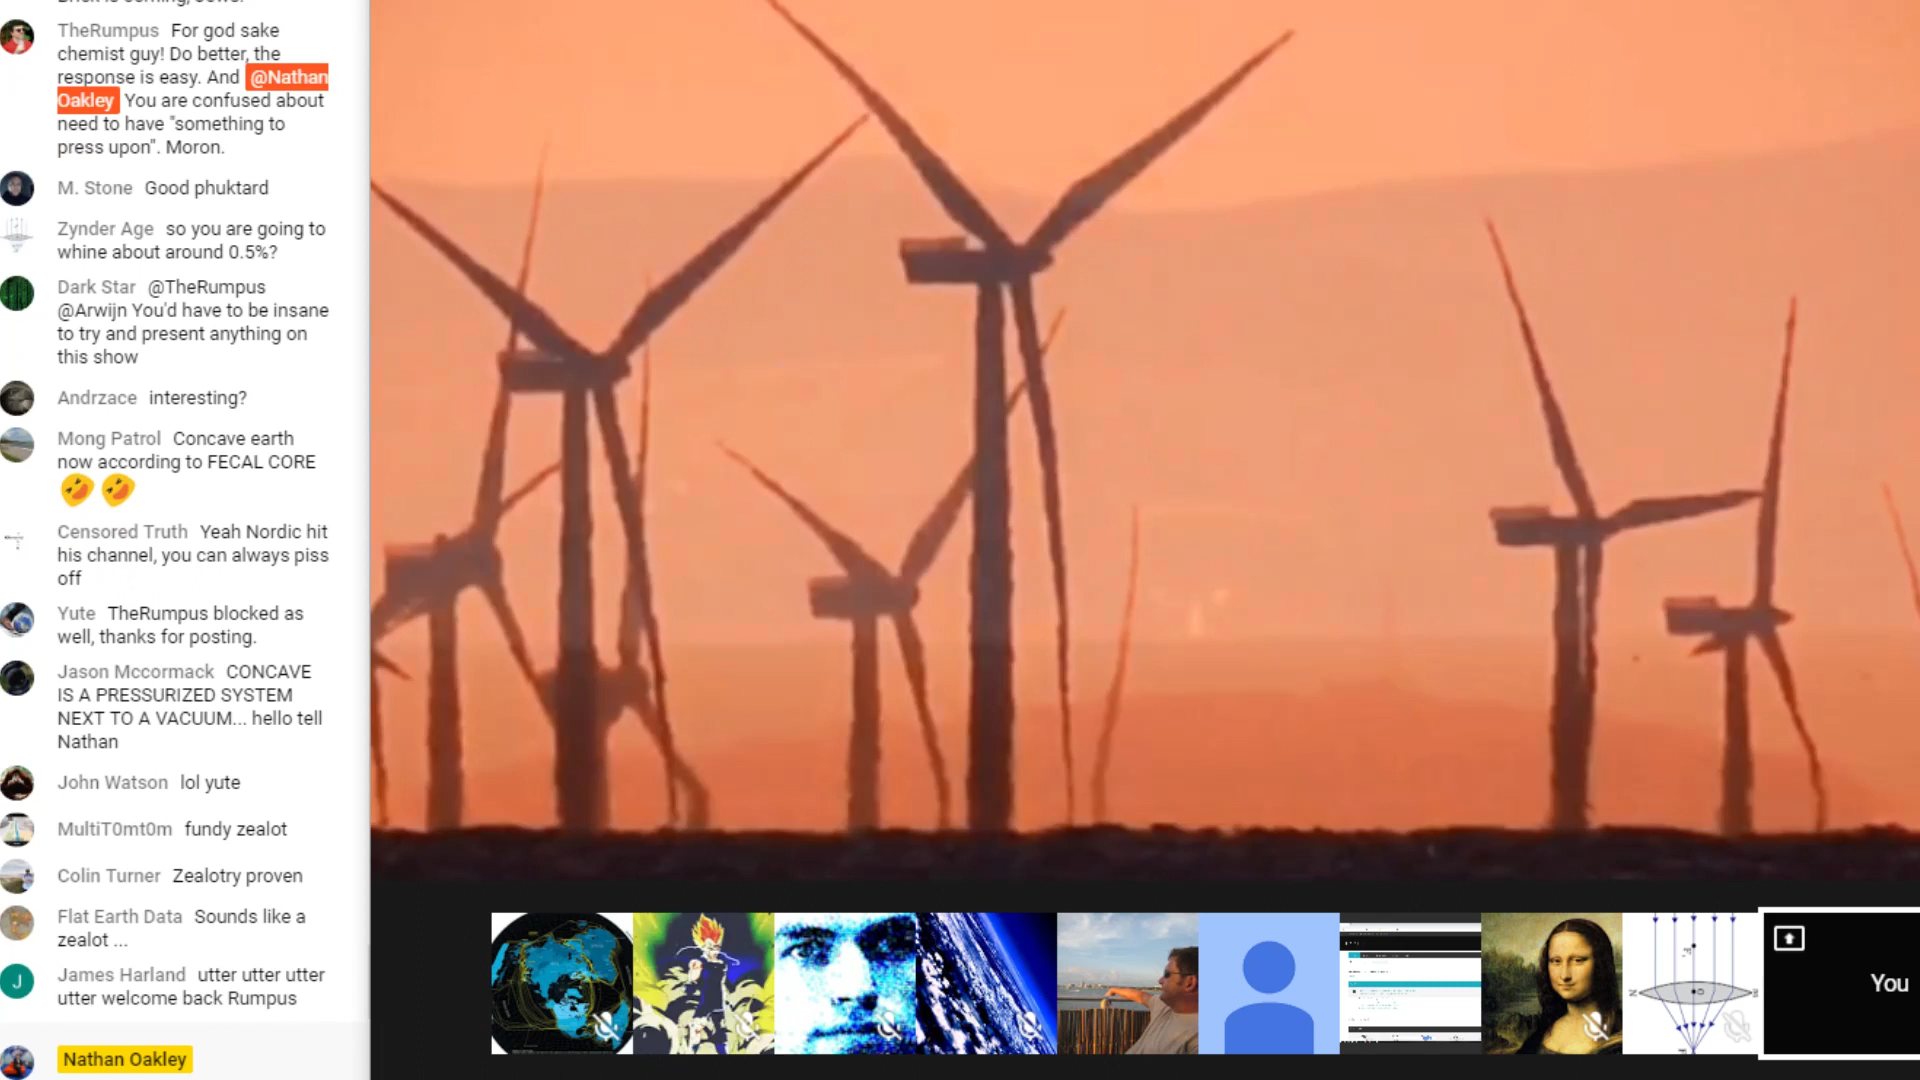 TheRumpus For god sake
chemist guy! Do better, the
response is easy. And @Nathan
Oakley You are confused about
need to have "something to
press upon". Moron.
M. Stone Good phuktard
Zynder Age so you are going to
whine about around 0.5%?
Dark Star @TheRumpus
@Arwijn You'd have to be insane
to try and present anything on
this show
Andrzace interesting?
Mong Patrol Concave earth
now according to FECAL CORE
Censored Truth Yeah Nordic hit
his channel, you can always piss
off
Yute TheRumpus blocked as
well, thanks for posting.
Jason Mccormack CONCAVE
IS A PRESSURIZED SYSTEM
NEXT TO A VACUUM... hello tell
Nathan
John Watson lol yute
MultiT0mt0m fundy zealot
Colin Turner Zealotry proven
Flat Earth Data Sounds like a
zealot ...
J
James Harland utter utter utter
utter welcome back Rumpus
Nathan Oakley
You